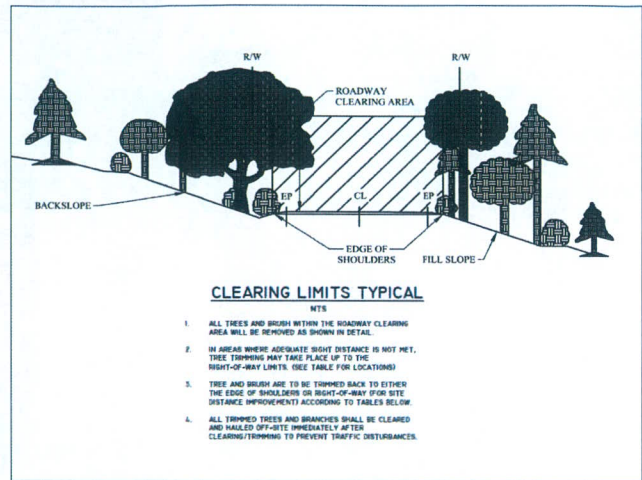 R/W
R/W
ROADWAY
CLEARING AREA
EP
CL
EP
BACKSLOPE
EDGE OF
SHOULDERS
FILL SLOPE
CLEARING LIMITS TYPICAL
NTS
1. ALL TREES AND BRUSH WITHIN THE ROADWAY CLEARING
AREA WILL BE REMOVED AS SHOWN IN DETAIL.
2. IN AREAS WHERE ADEQUATE SIGHT DISTANCE IS NOT MET,
TREE TRIMMING MAY TAKE PLACE UP TO THE
RIGHT-OF-WAY LIMITS. (SEE TABLE FOR LOCATIONS)
3. TREE AND BRUSH ARE TO BE TRIMMED BACK TO EITHER
THE EDGE OF SHOULDERS OR RIGHT-OF-WAY (FOR SITE
DISTANCE IMPROVEMENT) ACCORDING TO TABLES BELOW.
4. ALL TRIMMED TREES AND BRANCHES SHALL BE CLEARED
AND HAULED OFF-SITE IMMEDIATELY AFTER
CLEARING/TRIMMING TO PREVENT TRAFFIC DISTURBANCES.